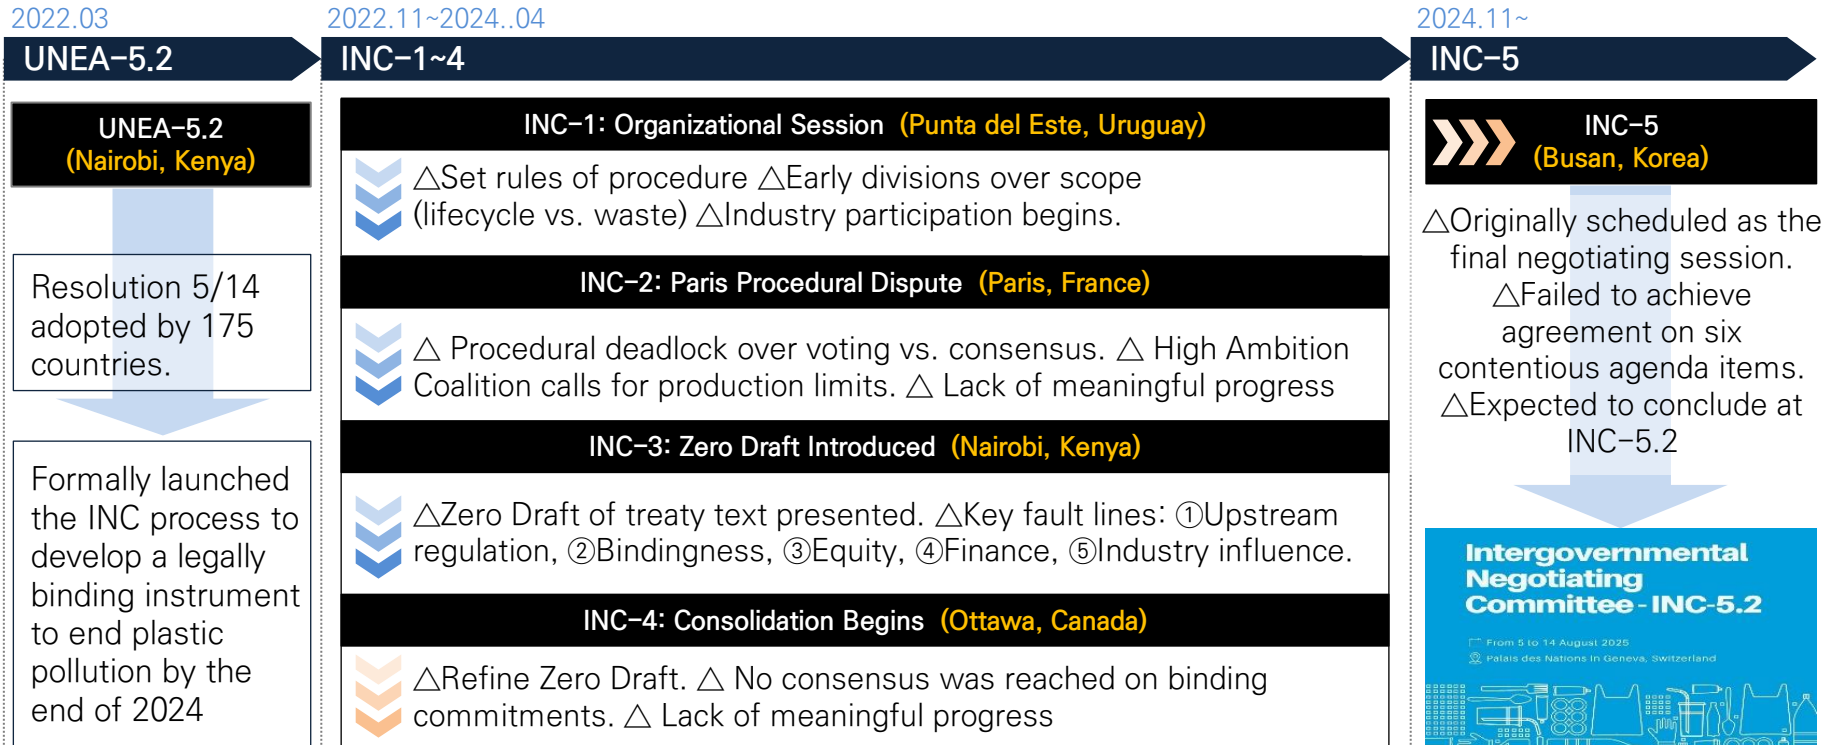 2022.03
UNEA-5.2
UNEA-5.2
(Nairobi, Kenya)
Resolution 5/14
adopted by 175
countries.
Formally launched
the INC process to
develop a legally
binding instrument
to end plastic
pollution by the
end of 2024
2022.11~2024..04
INC-1~4
INC-1: Organizational Session (Punta del Este, Uruguay)
△Set rules of procedure △Early divisions over scope
(lifecycle vs. waste) △Industry participation begins.
INC-2: Paris Procedural Dispute (Paris, France)
△ Procedural deadlock over voting vs. consensus. △ High Ambition
Coalition calls for production limits. △ Lack of meaningful progress
INC-3: Zero Draft Introduced (Nairobi, Kenya)
△Zero Draft of treaty text presented. △Key fault lines: ①Upstream
regulation, ②Bindingness, ③Equity, ④Finance, ⑤Industry influence.
INC-4: Consolidation Begins (Ottawa, Canada)
△Refine Zero Draft. △ No consensus was reached on binding
commitments. △ Lack of meaningful progress
2024.11~
INC-5
INC-5
(Busan, Korea)
△Originally scheduled as the
final negotiating session.
△Failed to achieve
agreement on six
contentious agenda items.
△Expected to conclude at
INC-5.2
Intergovernmental
Negotiating
Committee - INC-5.2
From 5 to 14 August 2025
Palais des Nations in Geneva, Switzerland